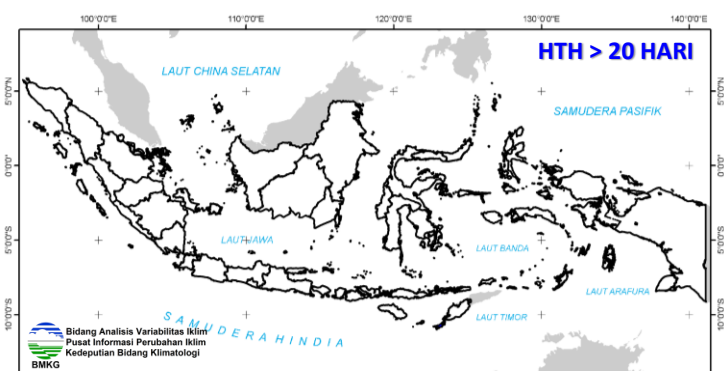 100°0'0"E 110°0'0"E 120°0'0"E 130°0'0"E 140°0'0"E
HTH > 20 HARI
LAUT CHINA SELATAN
5°0'0"N 5°0'0"N
SAMUDERA PASIFIK
0°0' 0°0'
LAUT JAWA
5°0'0"S 5°0'0"S
LAUT BANDA
LAUT ARAFURA
10°0'0"S 10°0'0"S
SAMUDERA HINDIA
LAUT TIMOR
Bidang Analisis Variabilitas Iklim
Pusat Informasi Perubahan Iklim
Kedeputian Bidang Klimatologi
BMKG